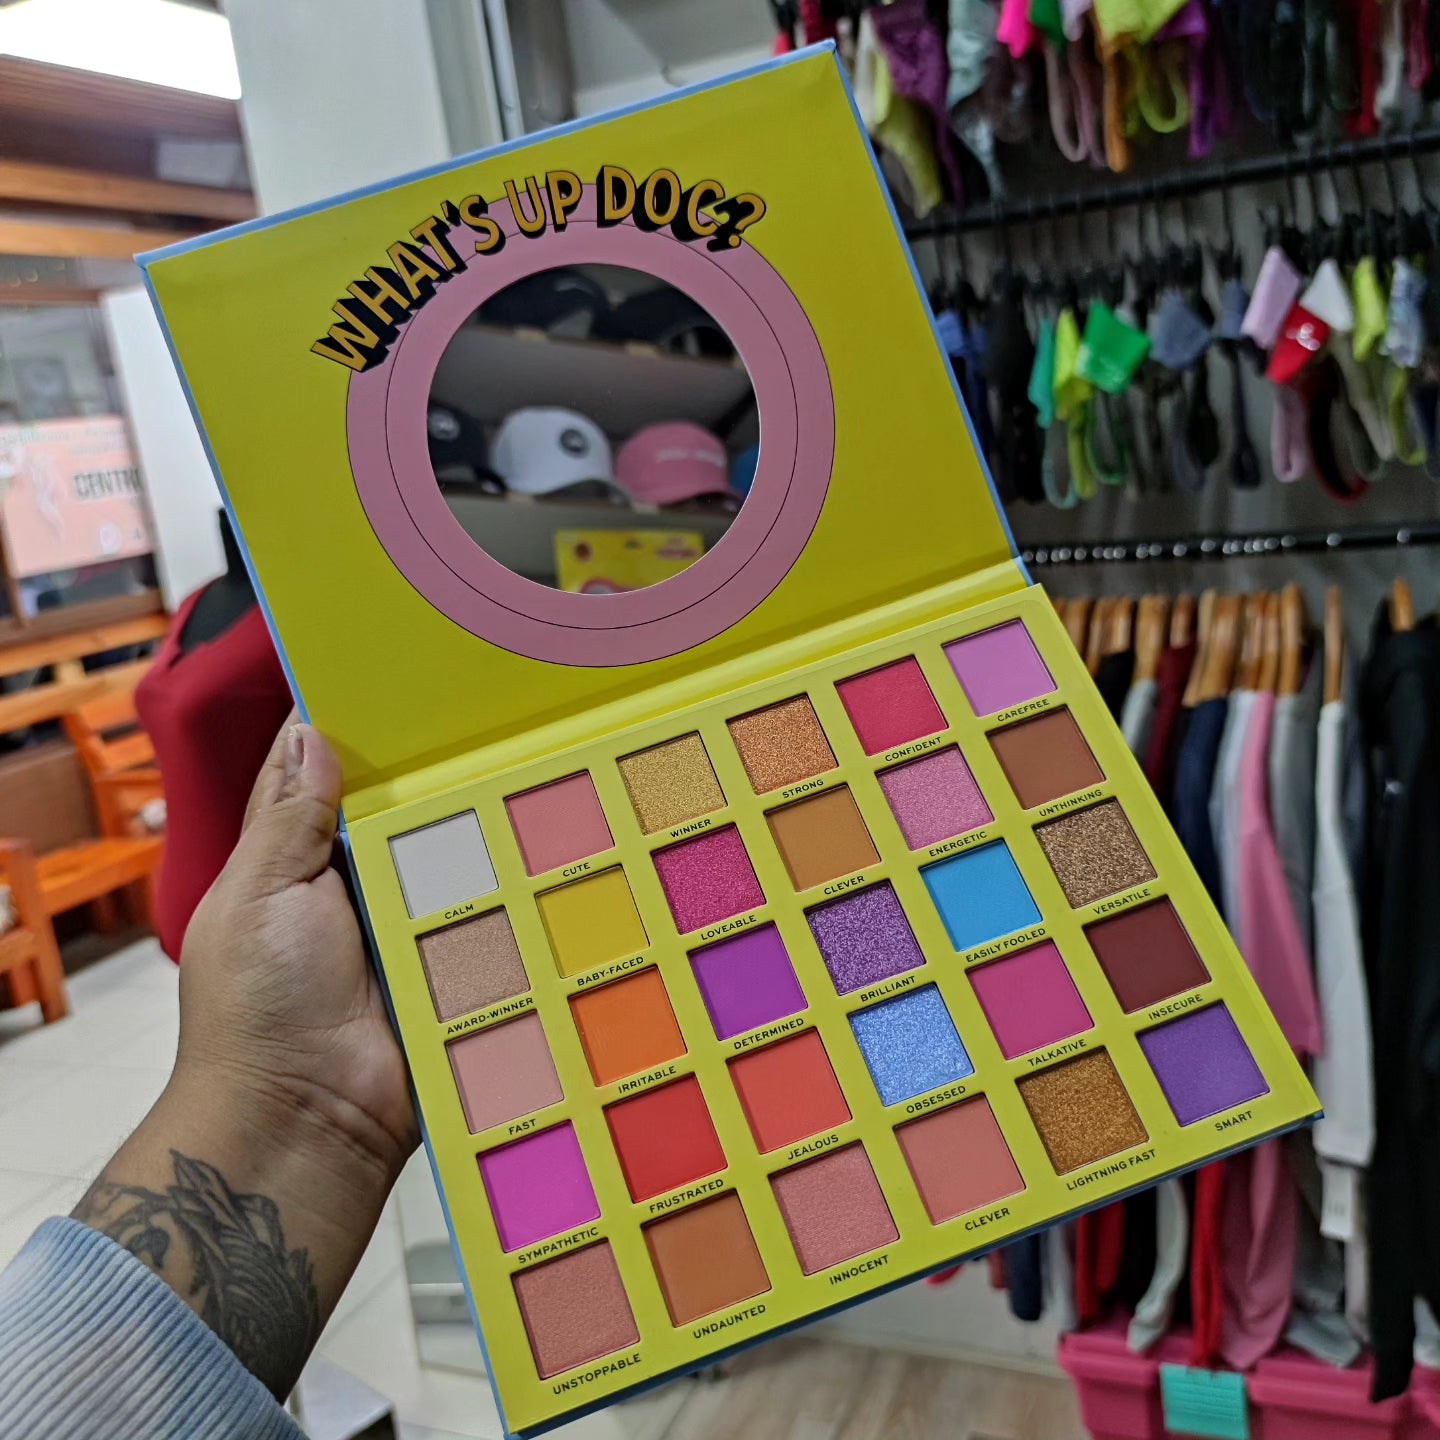 WHAT'S UP DOC?
CALM
CUTE
WINNER
STRONG
CONFIDENT
CAREFREE
AWARD-WINNER
BABY-FACED
LOVEABLE
CLEVER
ENERGETIC
UNTHINKING
FAST
IRRITABLE
DETERMINED
BRILLIANT
EASILY FOOLED
VERSATILE
SYMPATHETIC
FRUSTRATED
JEALOUS
OBSESSED
TALKATIVE
INSECURE
UNSTOPPABLE
UNDAUNTED
INNOCENT
CLEVER
LIGHTNING FAST
SMART